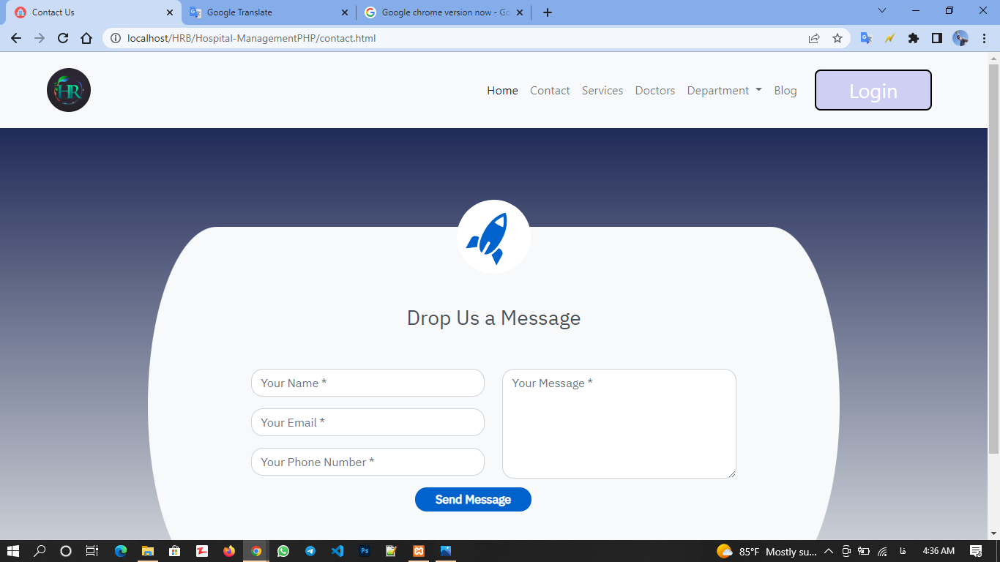 Contact Us
Google Translate
Google chrome version now - Go
localhost/HRB/Hospital-ManagementPHP/contact.html
HR
Home Contact Services Doctors Department Blog Login
Drop Us a Message
Your Name *
Your Message *
Your Email *
Your Phone Number *
Send Message
85°F Mostly su... فا 4:36 AM